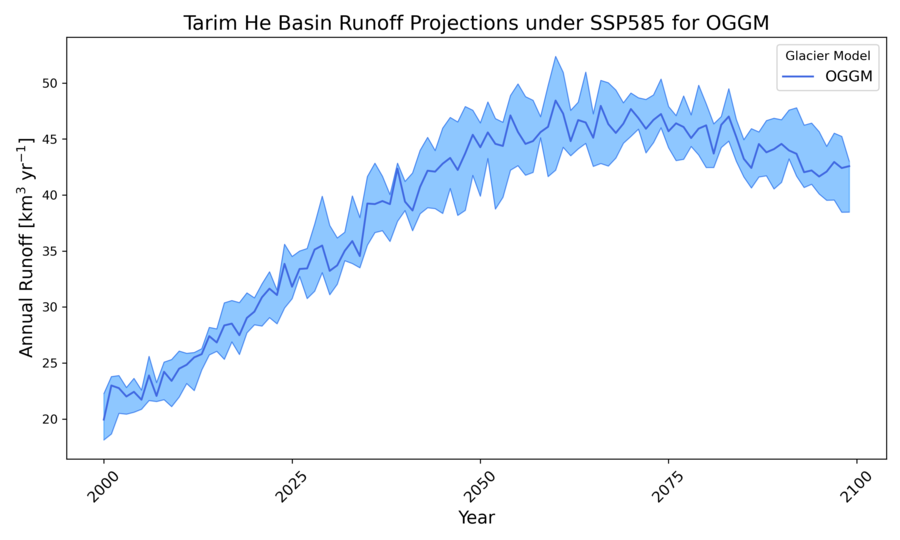 Tarim He Basin Runoff Projections under SSP585 for OGGM
Glacier Model
OGGM
Annual Runoff [km³ yr⁻¹]
50
45
40
35
30
25
20
2000
2025
2050
2075
2100
Year